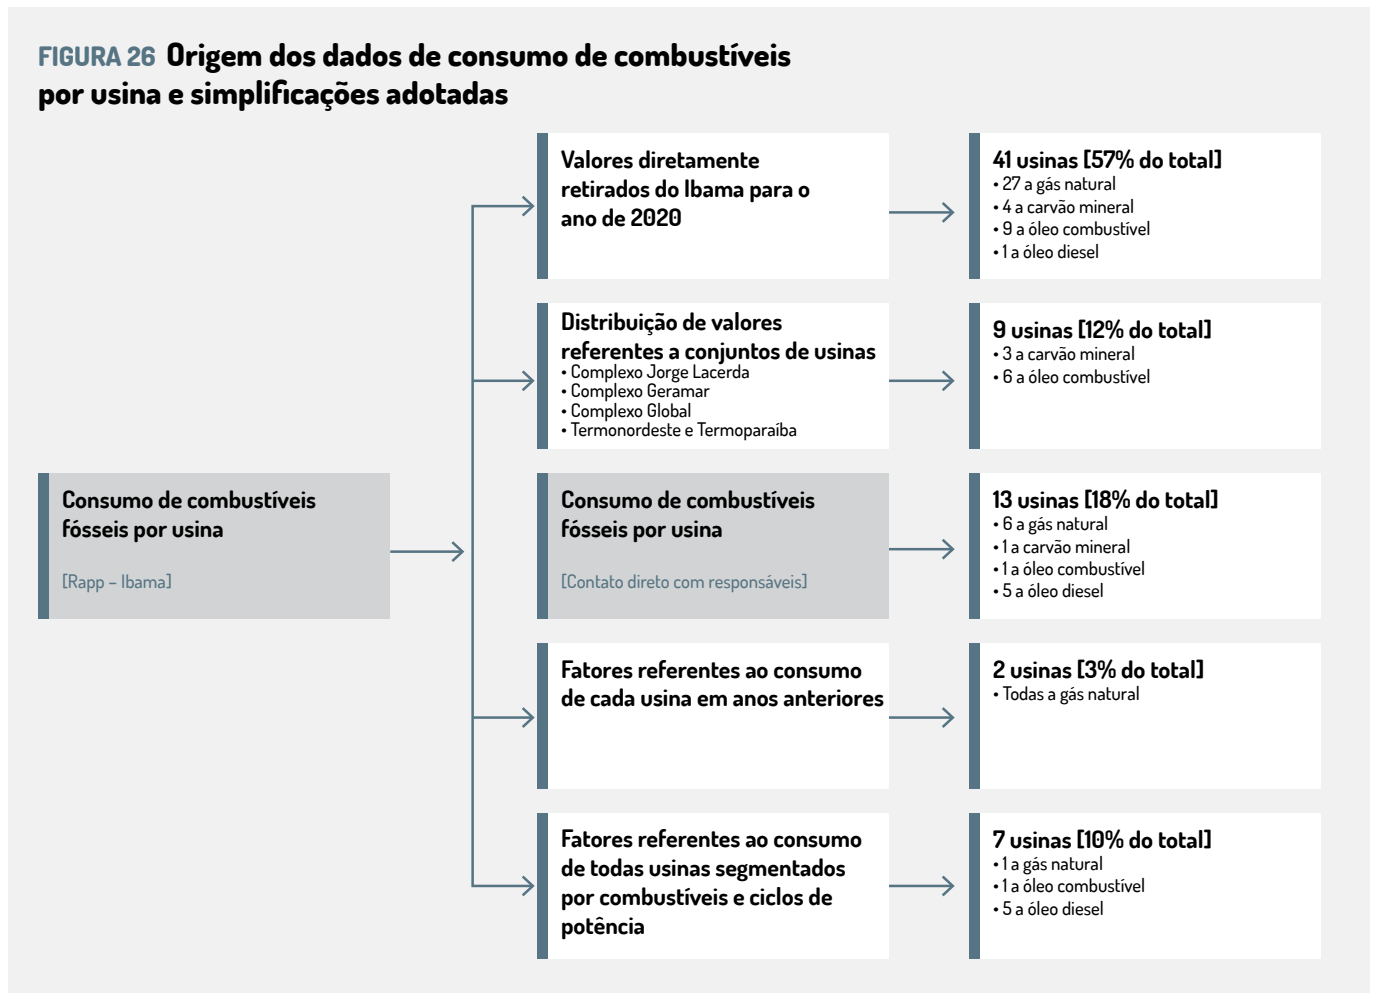 FIGURA 26 Origem dos dados de consumo de combustíveis
por usina e simplificações adotadas
Consumo de combustíveis
fósseis por usina
[Rapp – Ibama]
Valores diretamente
retirados do Ibama para o
ano de 2020
41 usinas [57% do total]
• 27 a gás natural
• 4 a carvão mineral
• 9 a óleo combustível
• 1 a óleo diesel
Distribuição de valores
referentes a conjuntos de usinas
• Complexo Jorge Lacerda
• Complexo Geramar
• Complexo Global
• Termonordeste e Termoparaíba
9 usinas [12% do total]
• 3 a carvão mineral
• 6 a óleo combustível
Consumo de combustíveis
fósseis por usina
[Contato direto com responsáveis]
13 usinas [18% do total]
• 6 a gás natural
• 1 a carvão mineral
• 1 a óleo combustível
• 5 a óleo diesel
Fatores referentes ao consumo
de cada usina em anos anteriores
2 usinas [3% do total]
• Todas a gás natural
Fatores referentes ao consumo
de todas usinas segmentados
por combustíveis e ciclos de
potência
7 usinas [10% do total]
• 1 a gás natural
• 1 a óleo combustível
• 5 a óleo diesel